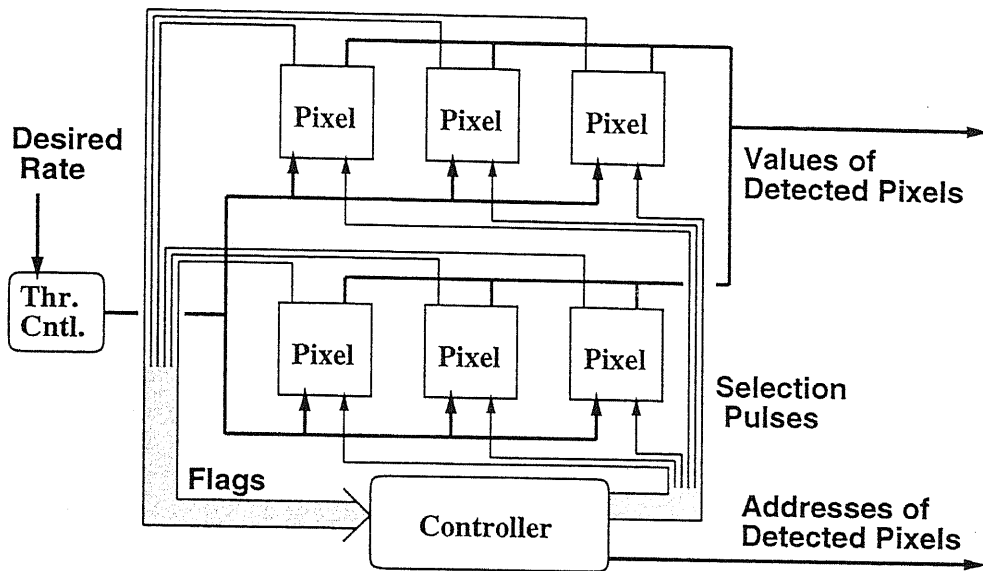 Pixel
Pixel
Pixel
Desired
Rate
Values of
Detected Pixels
Thr.
Cntl.
Pixel
Pixel
Pixel
Selection
Pulses
Flags
Controller
Addresses of
Detected Pixels